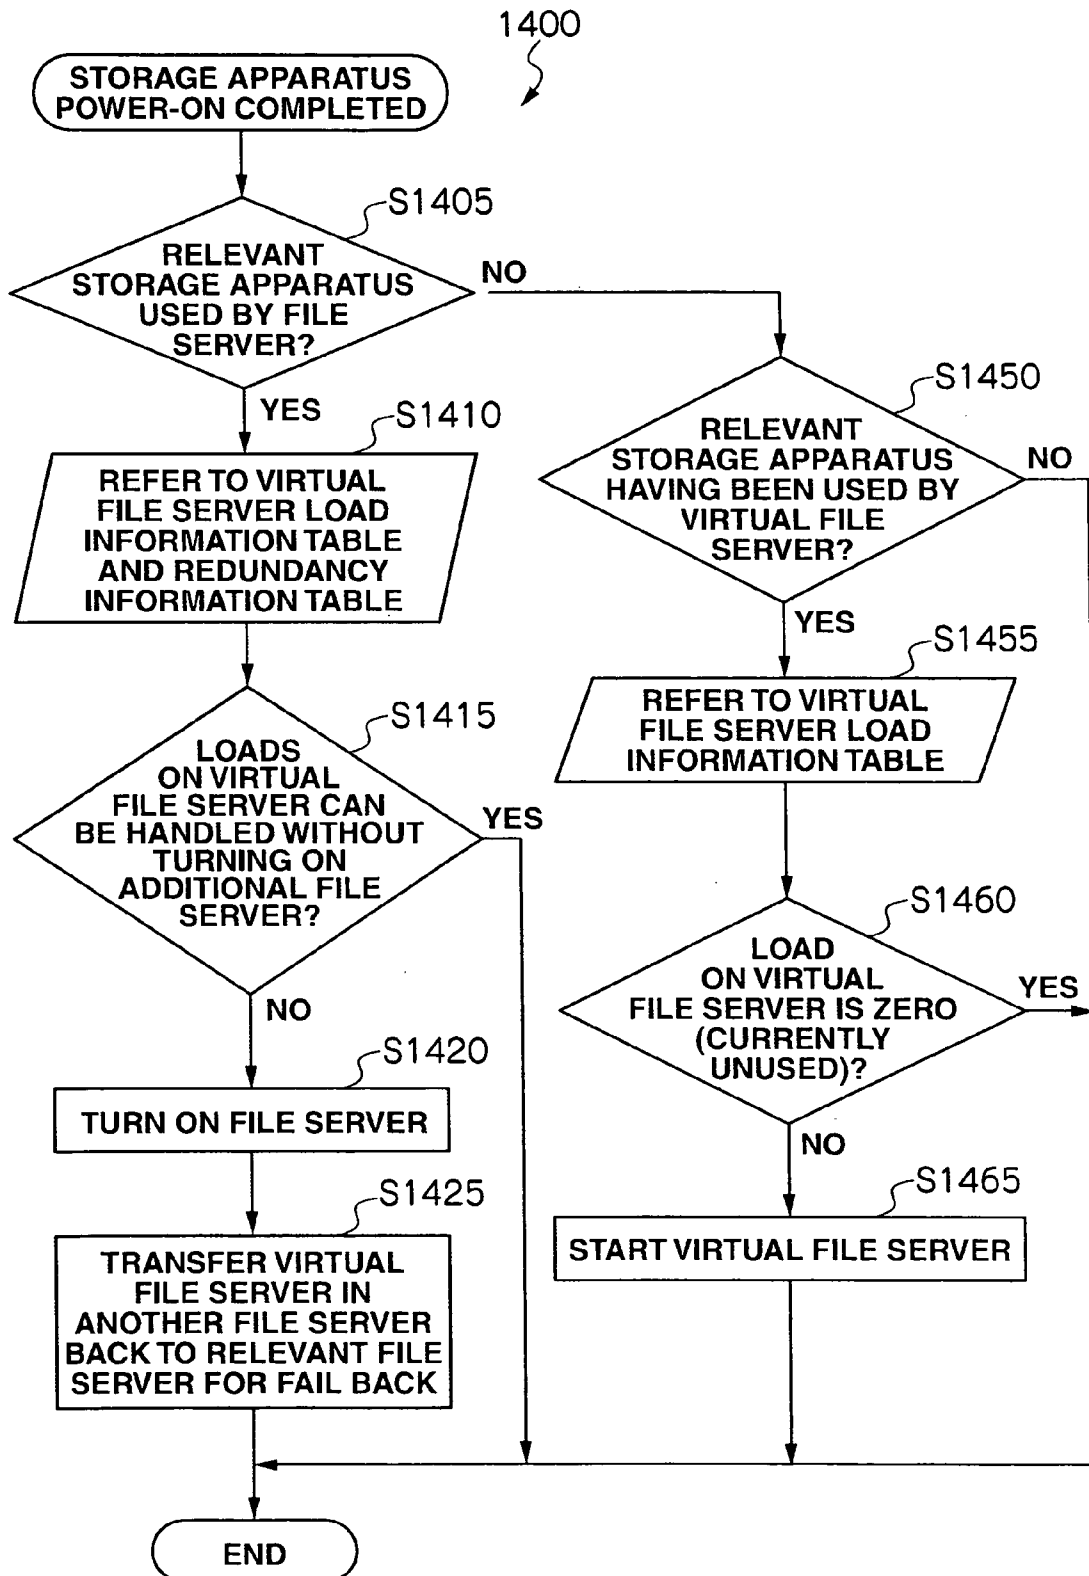 1400
STORAGE APPARATUS
POWER-ON COMPLETED
S1405
RELEVANT
STORAGE APPARATUS
USED BY FILE
SERVER?
NO
YES
S1410
REFER TO VIRTUAL
FILE SERVER LOAD
INFORMATION TABLE
AND REDUNDANCY
INFORMATION TABLE
S1415
LOADS
ON VIRTUAL
FILE SERVER CAN
BE HANDLED WITHOUT
TURNING ON
ADDITIONAL FILE
SERVER?
YES
NO
S1420
TURN ON FILE SERVER
S1425
TRANSFER VIRTUAL
FILE SERVER IN
ANOTHER FILE SERVER
BACK TO RELEVANT FILE
SERVER FOR FAIL BACK
S1450
RELEVANT
STORAGE APPARATUS
HAVING BEEN USED BY
VIRTUAL FILE
SERVER?
NO
YES
S1455
REFER TO VIRTUAL
FILE SERVER LOAD
INFORMATION TABLE
S1460
LOAD
ON VIRTUAL
FILE SERVER IS ZERO
(CURRENTLY
UNUSED)?
YES
NO
S1465
START VIRTUAL FILE SERVER
END